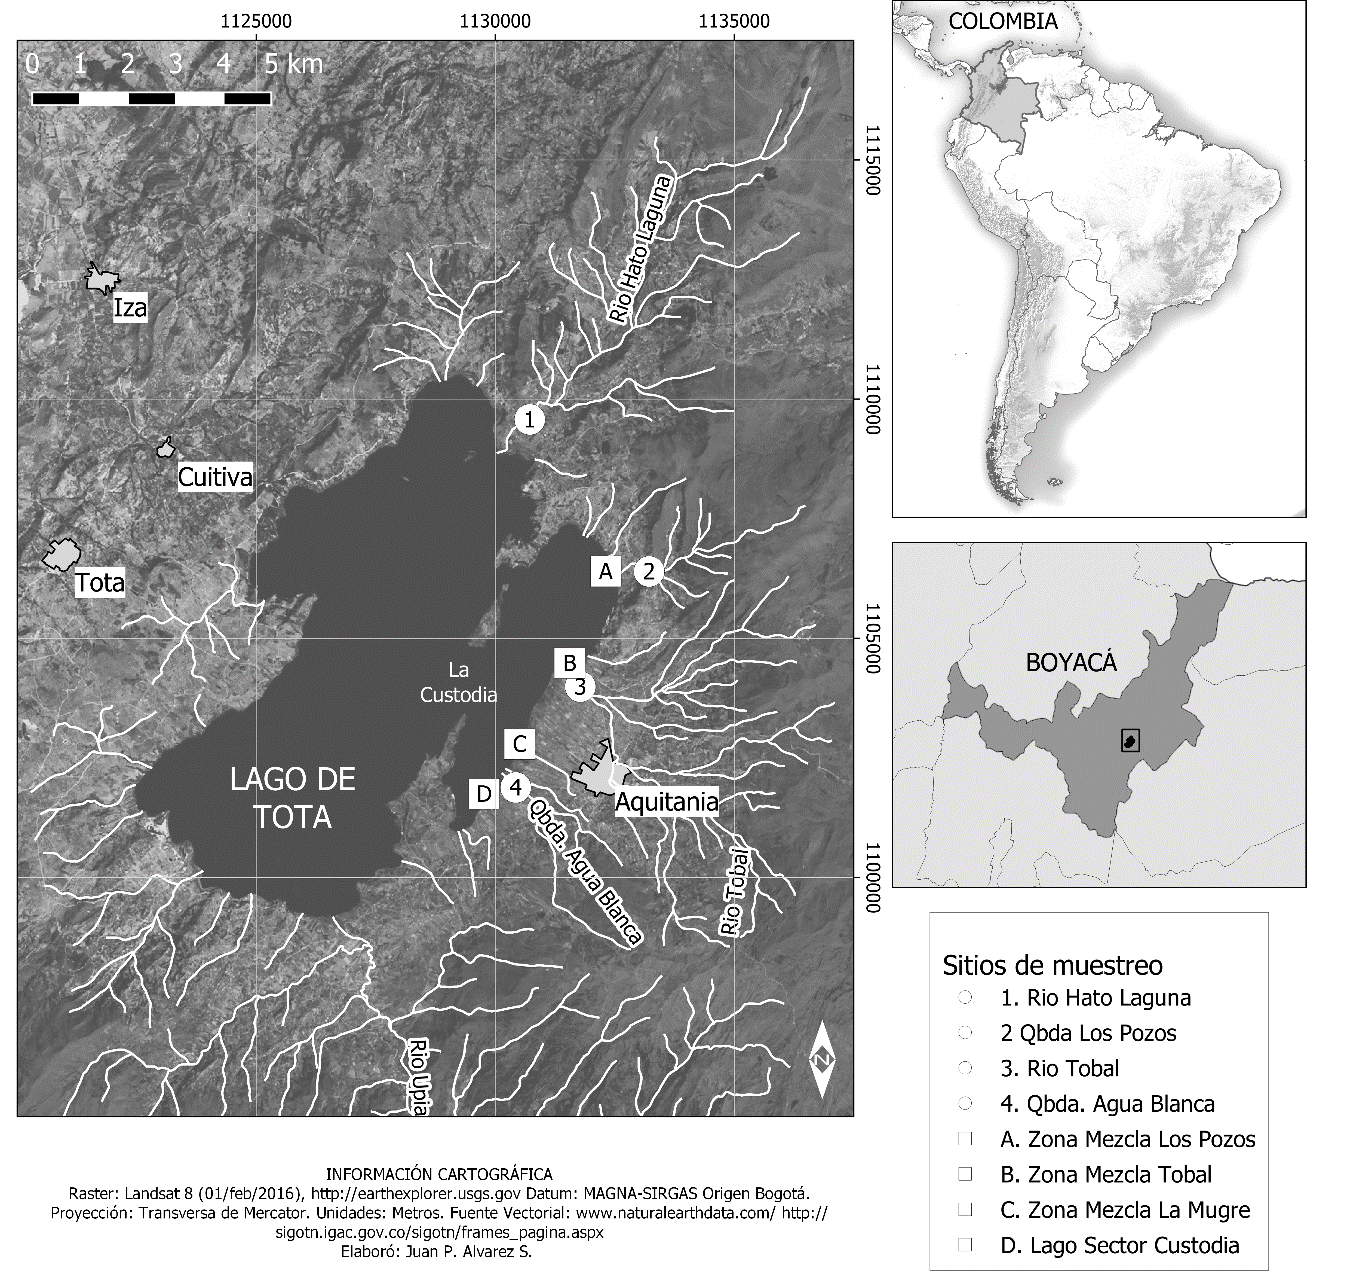 1125000
1130000
1135000
0 1 2 3 4 5 km
1115000
Rio Hato Laguna
Iza
1110000
1
Cuitiva
Tota
A
2
1105000
B
La
Custodia
3
C
LAGO DE
TOTA
D
4
Aquitania
Qbda. Agua Blanca
Rio Tobal
1100000
Rio Upia
N
COLOMBIA
BOYACÁ
Sitios de muestreo
1. Rio Hato Laguna
2 Qbda Los Pozos
3. Rio Tobal
4. Qbda. Agua Blanca
A. Zona Mezcla Los Pozos
B. Zona Mezcla Tobal
C. Zona Mezcla La Mugre
D. Lago Sector Custodia
INFORMACIÓN CARTOGRÁFICA
Raster: Landsat 8 (01/feb/2016), http://earthexplorer.usgs.gov Datum: MAGNA-SIRGAS Origen Bogotá.
Proyección: Transversa de Mercator. Unidades: Metros. Fuente Vectorial: www.naturalearthdata.com/ http://
sigotn.igac.gov.co/sigotn/frames_pagina.aspx
Elaboró: Juan P. Alvarez S.